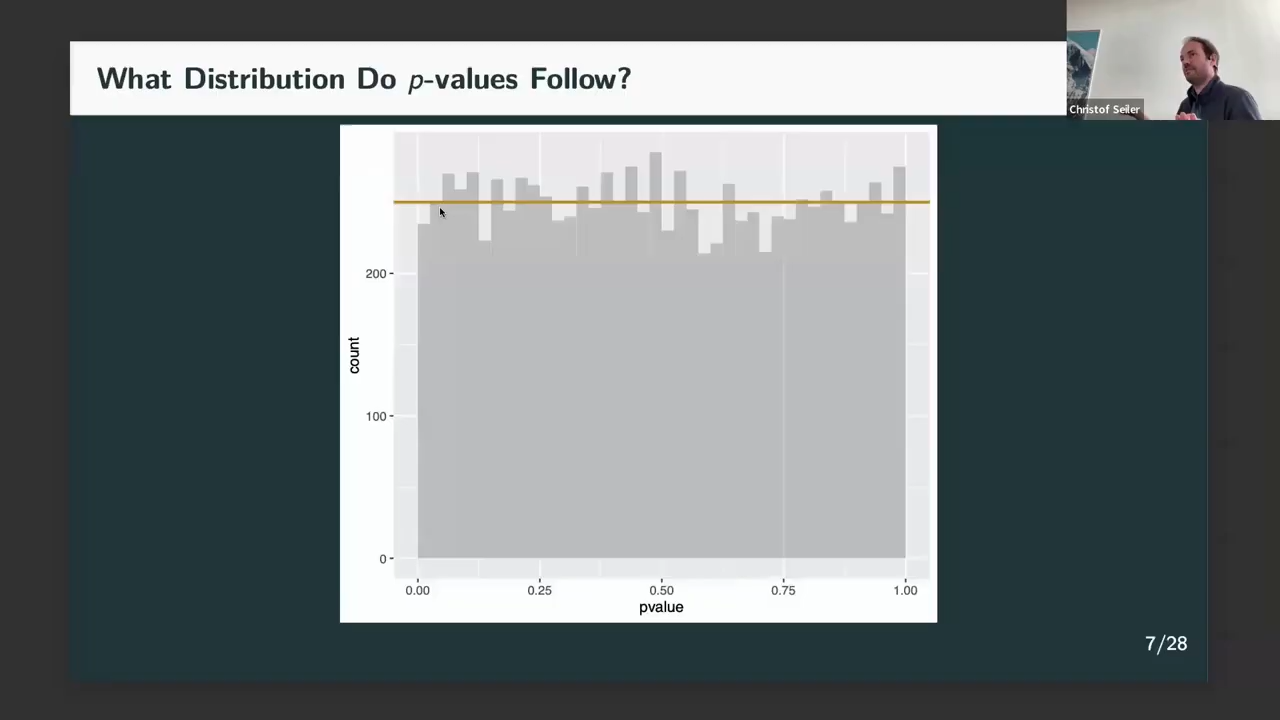 What Distribution Do p-values Follow?
Christof Seiler
200
100
0
count
0.00 0.25 0.50 0.75 1.00
pvalue
7/28